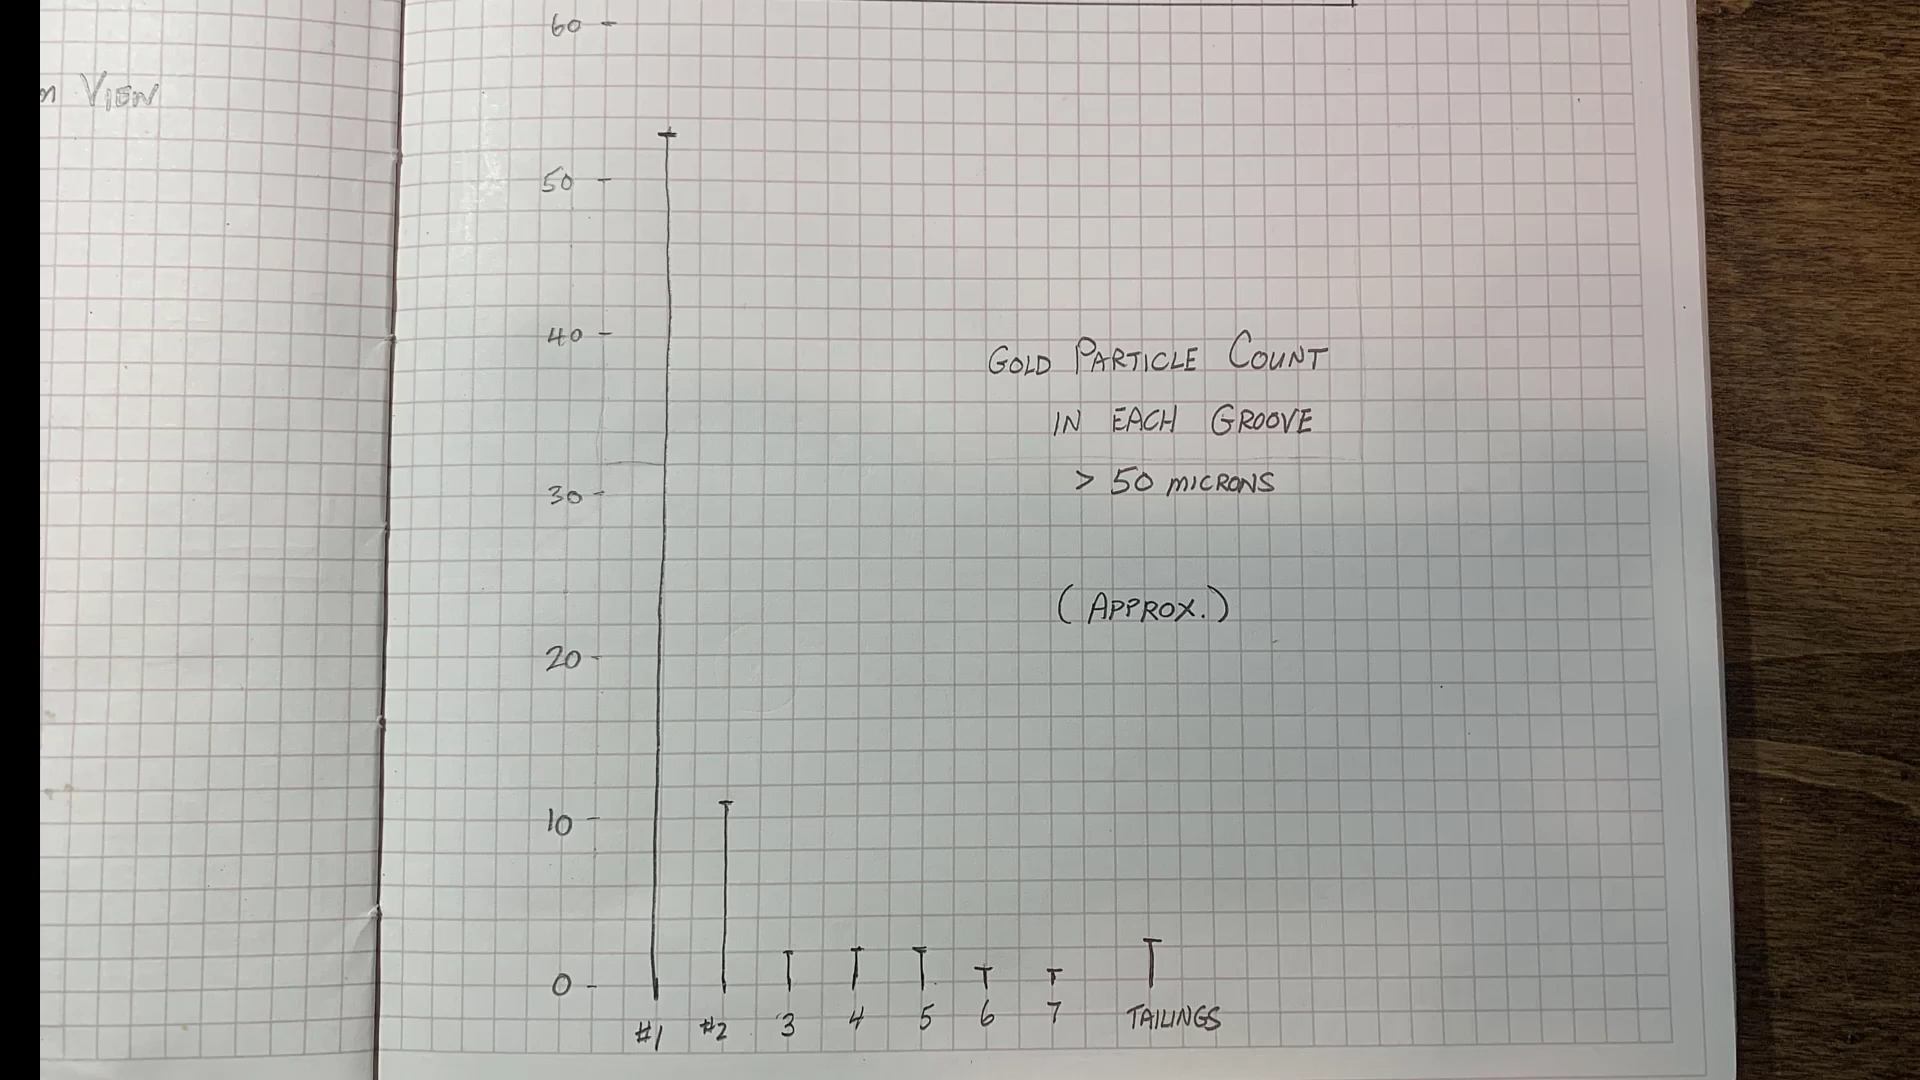 View
60
50
40
30
20
10
0
Gold Particle Count
in each Groove
> 50 microns
(Approx.)
#1 #2 3 4 5 6 7 Tailings